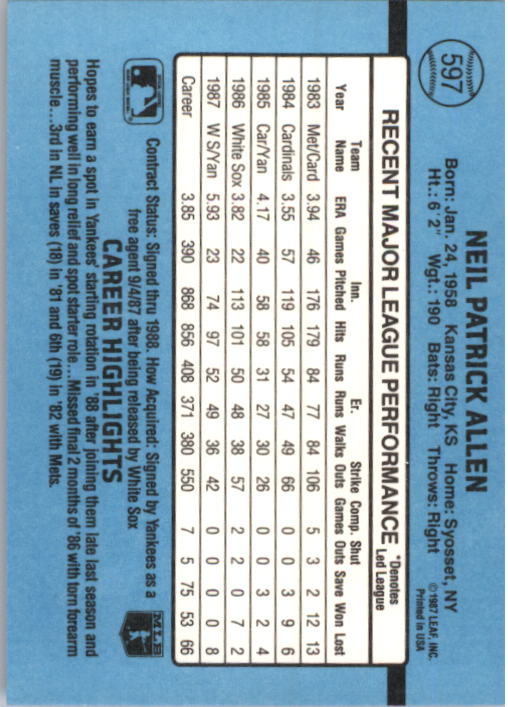 597
NEIL PATRICK ALLEN
Born: Jan. 24, 1958 Kansas City, KS Home: Syosset, NY
Ht.: 6' 2" Wgt.: 190 Bats: Right Throws: Right
©1987 LEAF, INC.
Printed in USA
RECENT MAJOR LEAGUE PERFORMANCE
*Denotes
Led League
Team Inn. Er. Strike Comp. Shut
Year Name ERA Games Pitched Hits Runs Runs Walks Outs Games Outs Save Won Lost
1983 Met/Card 3.94 46 176 179 84 77 84 106 5 3 2 12 13
1984 Cardinals 3.55 57 119 105 54 47 49 66 0 0 3 9 6
1985 Car/Yan 4.17 40 58 58 31 27 30 26 0 0 3 2 4
1986 White Sox 3.82 22 113 101 50 48 38 57 2 2 0 7 2
1987 W S/Yan 5.93 23 74 97 52 49 36 42 0 0 0 0 8
Career 3.85 390 868 856 408 371 380 550 7 5 75 53 66
Contract Status: Signed thru 1988. How Acquired: Signed by Yankees as a
free agent 9/4/87 after being released by White Sox
MLB
CAREER HIGHLIGHTS
Hopes to earn a spot in Yankees' starting rotation in '88 after joining them late last season and
performing well in long relief and spot starter role...Missed final 2 months of '86 with torn forearm
muscle...3rd in NL in saves (18) in '81 and 6th (19) in '82 with Mets.